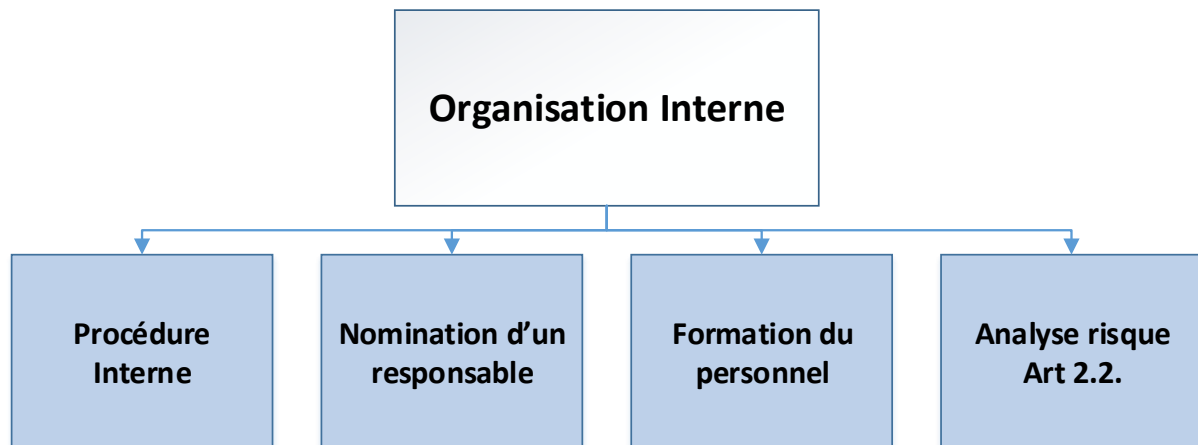 Organisation Interne
Procédure
Interne
Nomination d’un
responsable
Formation du
personnel
Analyse risque
Art 2.2.